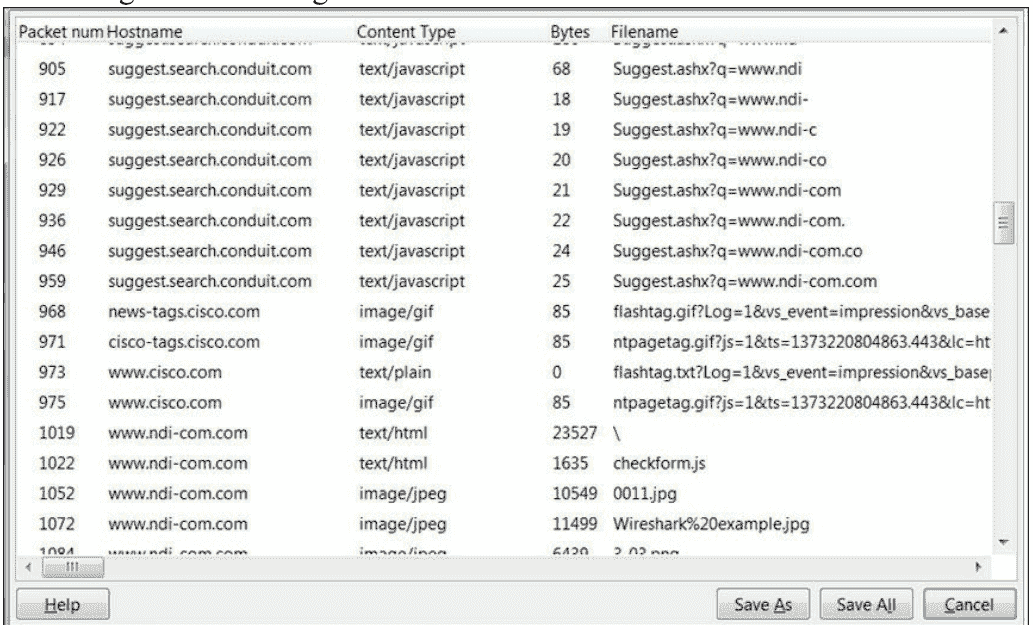 Packet num Hostname Content Type Bytes Filename
905 suggest.search.conduit.com text/javascript 68 Suggest.ashx?q=www.ndi
917 suggest.search.conduit.com text/javascript 18 Suggest.ashx?q=www.ndi-
922 suggest.search.conduit.com text/javascript 19 Suggest.ashx?q=www.ndi-c
926 suggest.search.conduit.com text/javascript 20 Suggest.ashx?q=www.ndi-co
929 suggest.search.conduit.com text/javascript 21 Suggest.ashx?q=www.ndi-com
936 suggest.search.conduit.com text/javascript 22 Suggest.ashx?q=www.ndi-com.
946 suggest.search.conduit.com text/javascript 24 Suggest.ashx?q=www.ndi-com.co
959 suggest.search.conduit.com text/javascript 25 Suggest.ashx?q=www.ndi-com.com
968 news-tags.cisco.com image/gif 85 flashtag.gif?Log=1&vs_event=impression&vs_base
971 cisco-tags.cisco.com image/gif 85 ntpagetag.gif?js=1&ts=1373220804863.443&lc=ht
973 www.cisco.com text/plain 0 flashtag.txt?Log=1&vs_event=impression&vs_base
975 www.cisco.com image/gif 85 ntpagetag.gif?js=1&ts=1373220804863.443&lc=ht
1019 www.ndi-com.com text/html 23527 \
1022 www.ndi-com.com text/html 1635 checkform.js
1052 www.ndi-com.com image/jpeg 10549 0011.jpg
1072 www.ndi-com.com image/jpeg 11499 Wireshark%20example.jpg
1084 www.ndi-com.com image/jpeg 6439 3_03.png
Help Save As Save All Cancel